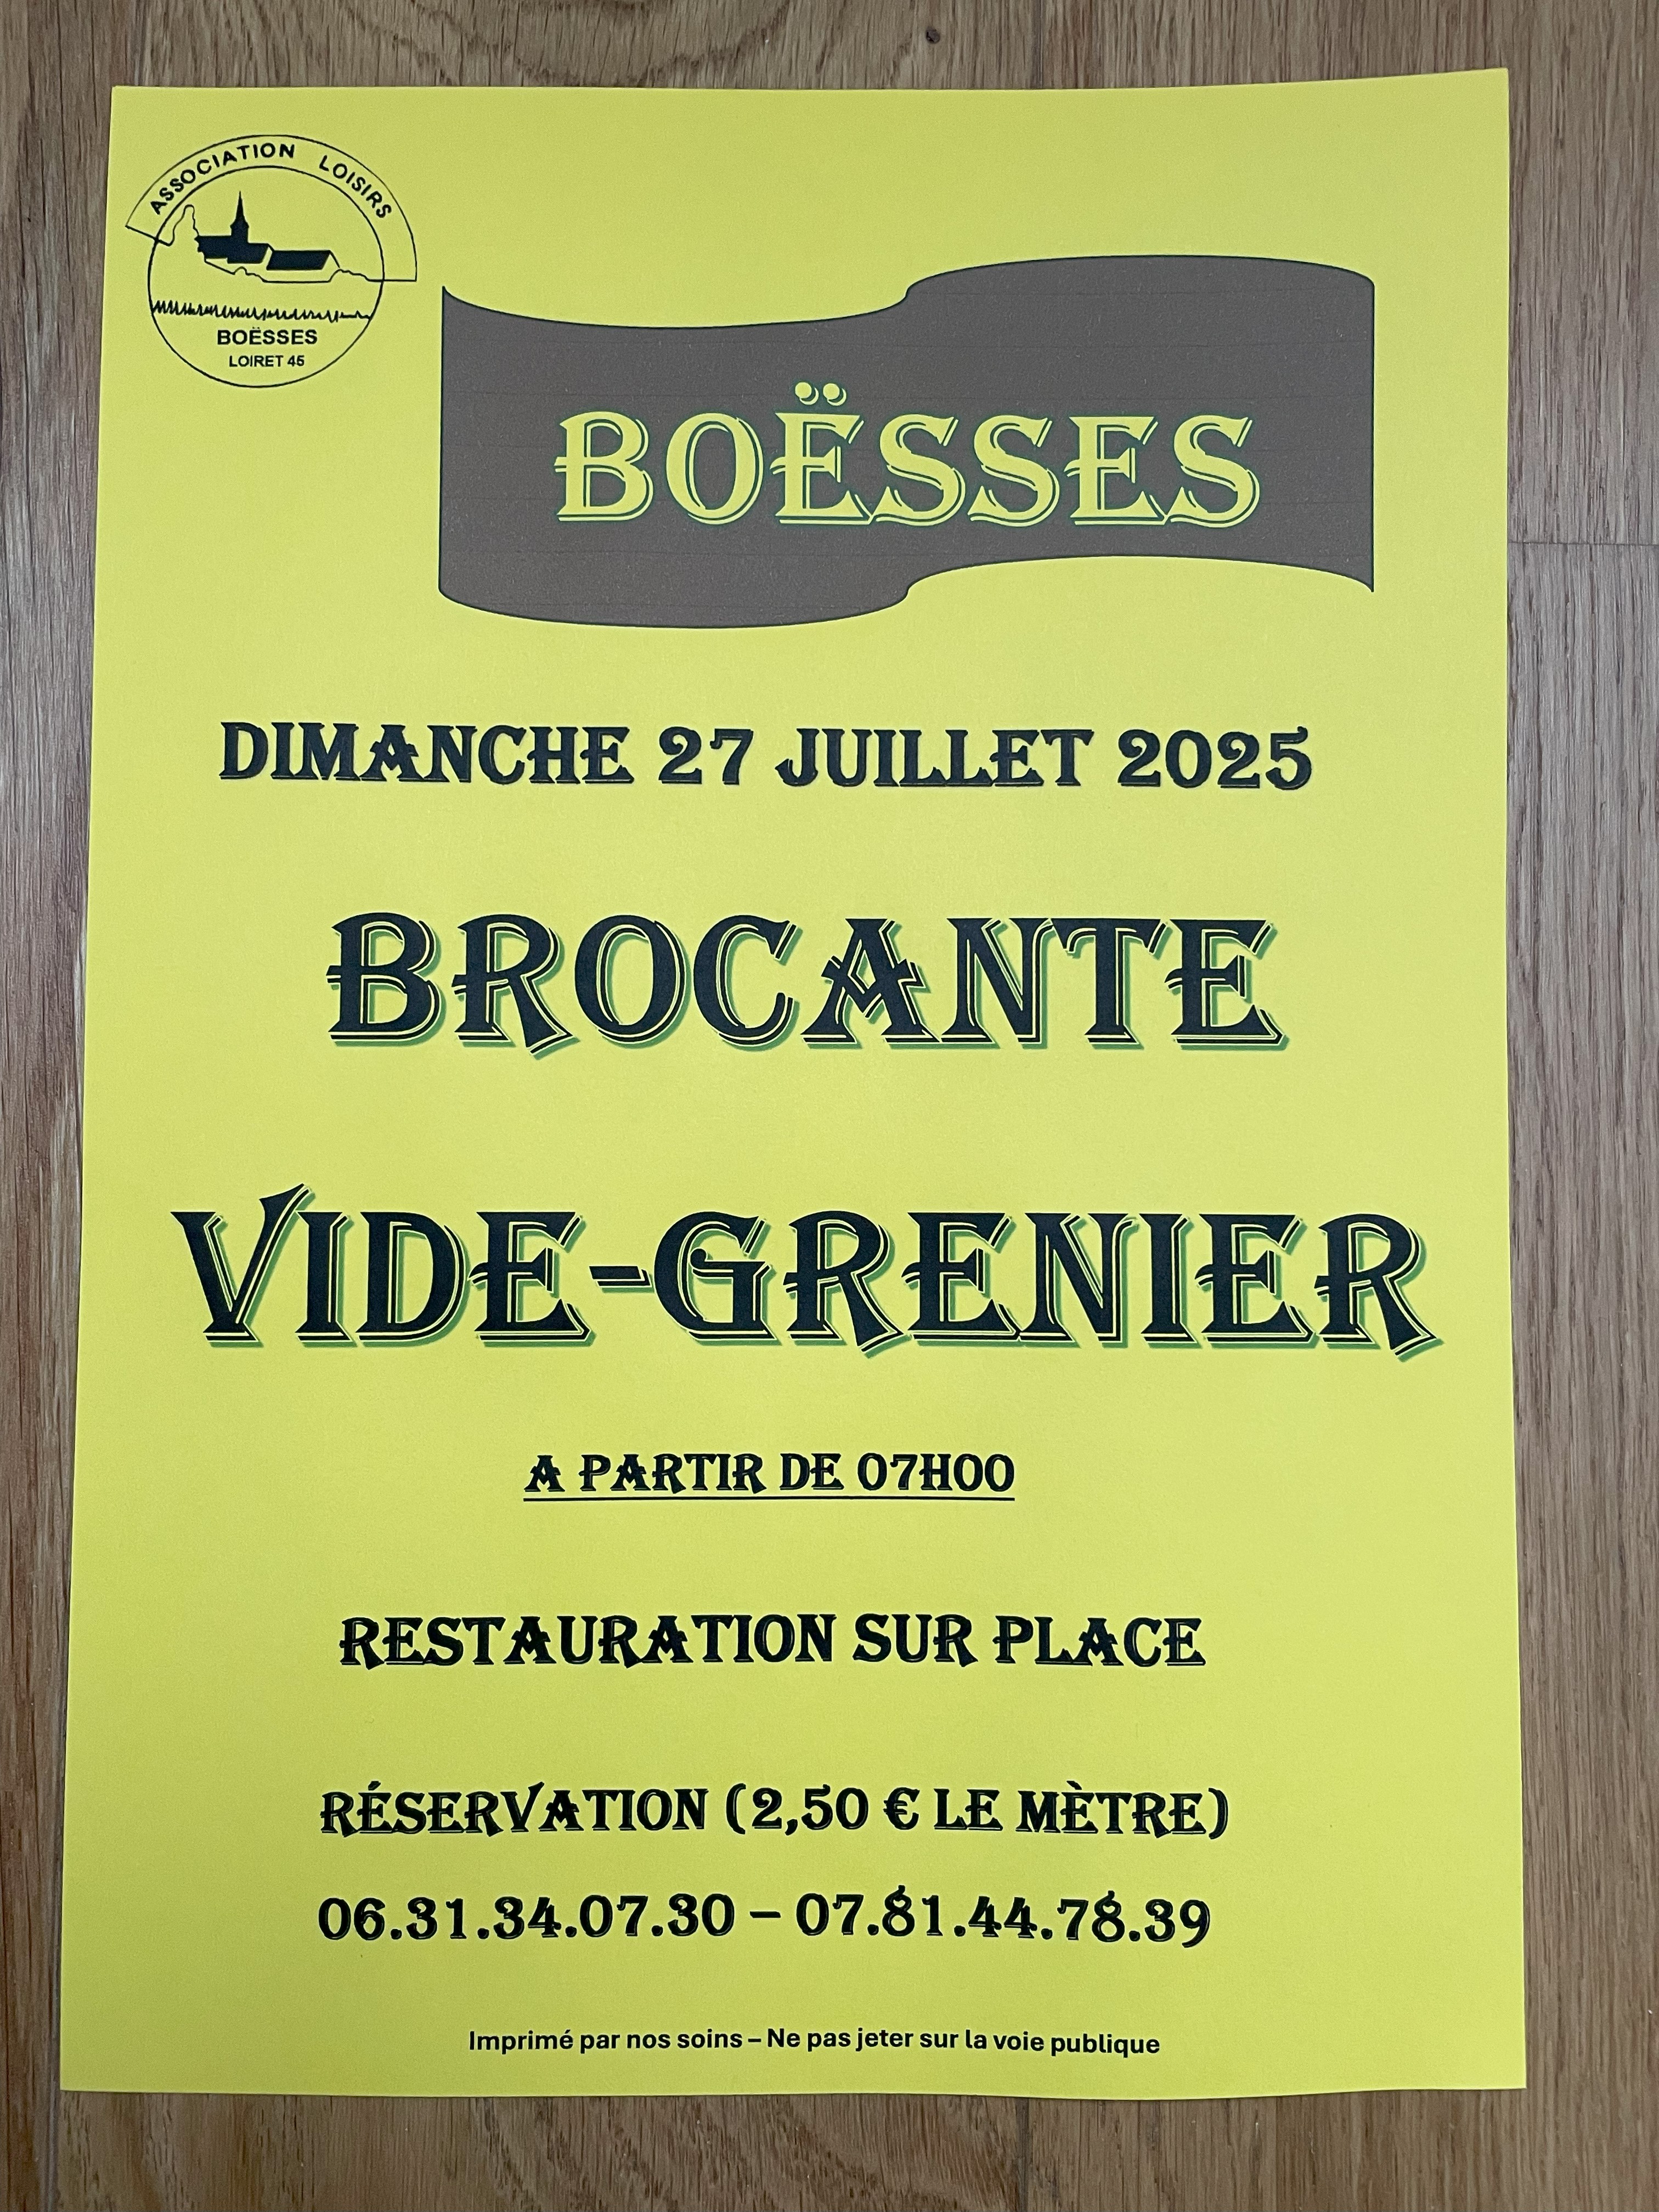 ASSOCIATION LOISIRS
BOËSSES
LOIRET 45
BOËSSES
DIMANCHE 27 JUILLET 2025
BROCANTE
VIDE-GRENIER
A PARTIR DE 07H00
RESTAURATION SUR PLACE
RÉSERVATION (2,50 € LE MÈTRE)
06.31.34.07.30 – 07.81.44.78.39
Imprimé par nos soins – Ne pas jeter sur la voie publique